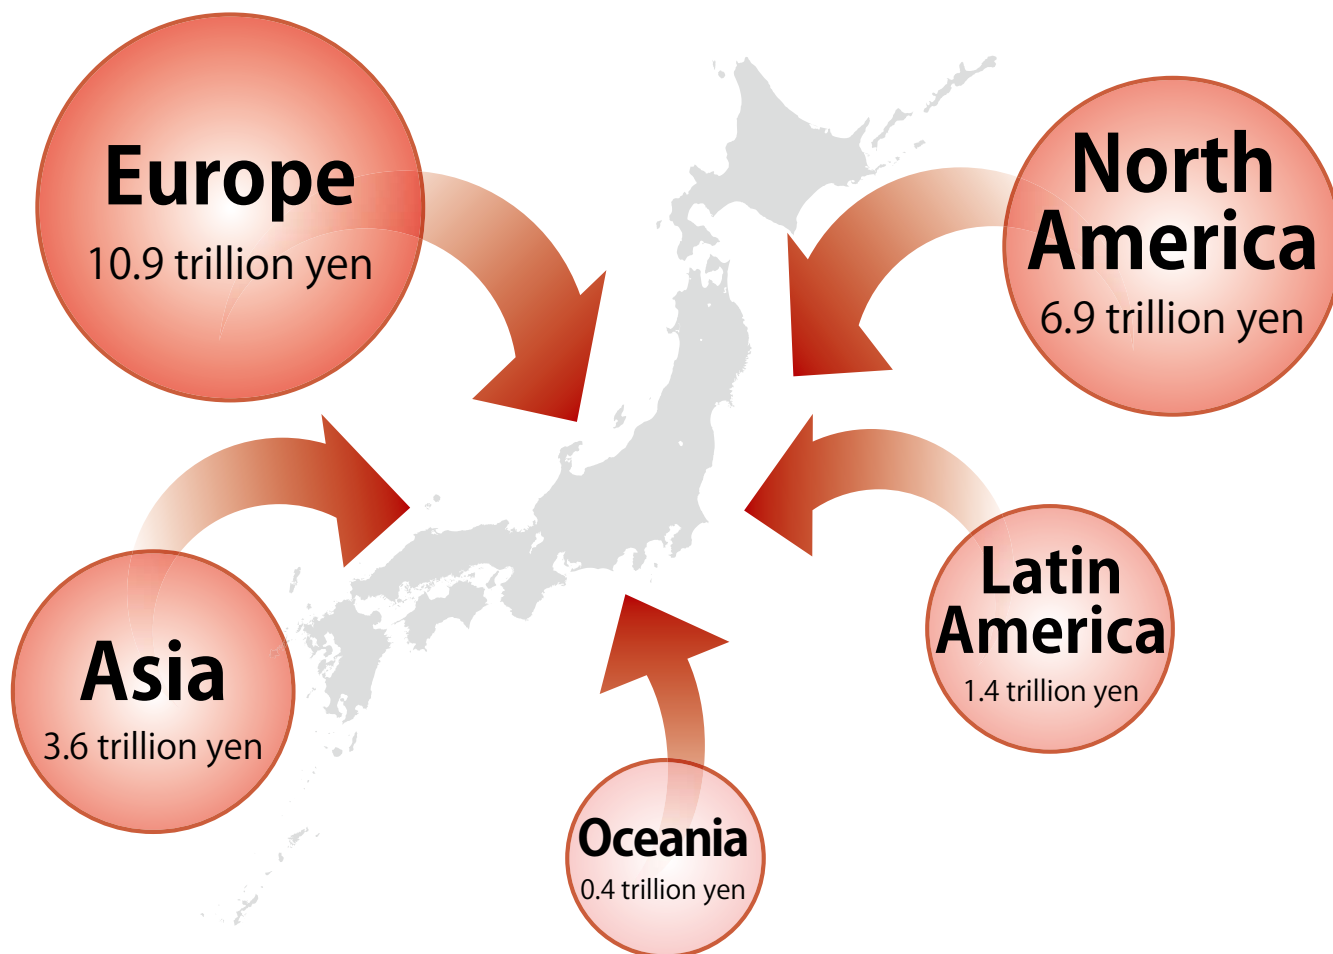 Europe
10.9 trillion yen
North
America
6.9 trillion yen
Asia
3.6 trillion yen
Latin
America
1.4 trillion yen
Oceania
0.4 trillion yen